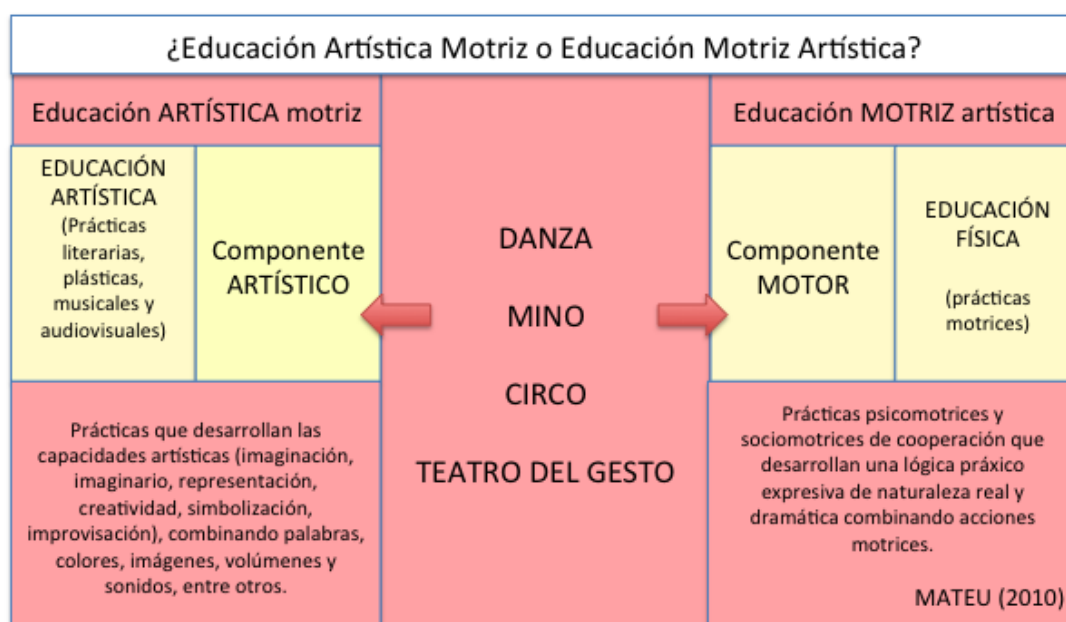 ¿Educación Artística Motriz o Educación Motriz Artística?
Educación ARTÍSTICA motriz
EDUCACIÓN
ARTÍSTICA
(Prácticas
literarias,
plásticas,
musicales y
audiovisuales)
Componente
ARTÍSTICO
Prácticas que desarrollan las
capacidades artísticas (imaginación,
imaginario, representación,
creatividad, simbolización,
improvisación), combinando palabras,
colores, imágenes, volúmenes y
sonidos, entre otros.
DANZA
MINO
CIRCO
TEATRO DEL GESTO
Educación MOTRIZ artística
Componente
MOTOR
EDUCACIÓN
FÍSICA
(prácticas
motrices)
Prácticas psicomotrices y
sociomotrices de cooperación que
desarrollan una lógica práxico
expresiva de naturaleza real y
dramática combinando acciones
motrices.
MATEU (2010)